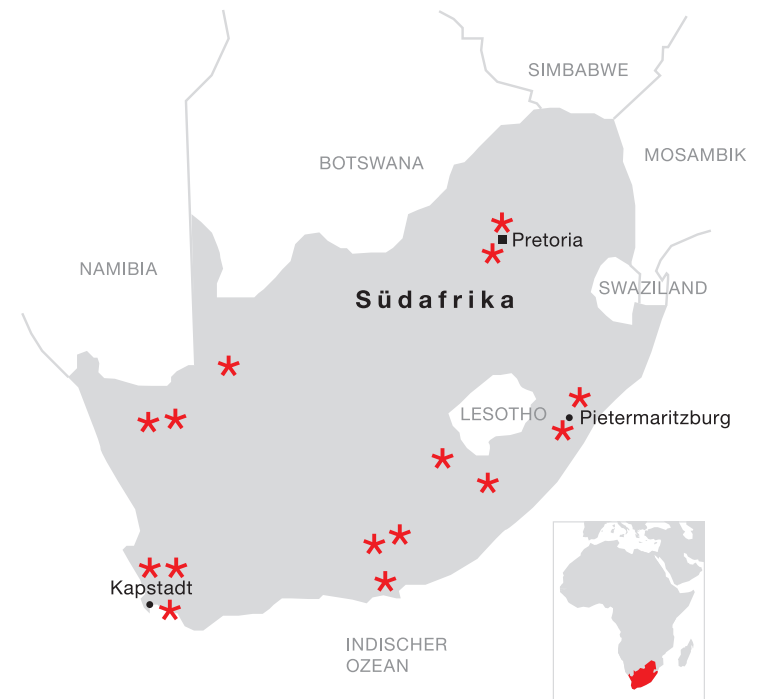 SIMBABWE
MOSAMBIK
BOTSWANA
Pretoria
NAMIBIA
SWAZILAND
Südafrika
LESOTHO
Pietermaritzburg
Kapstadt
INDISCHER
OZEAN